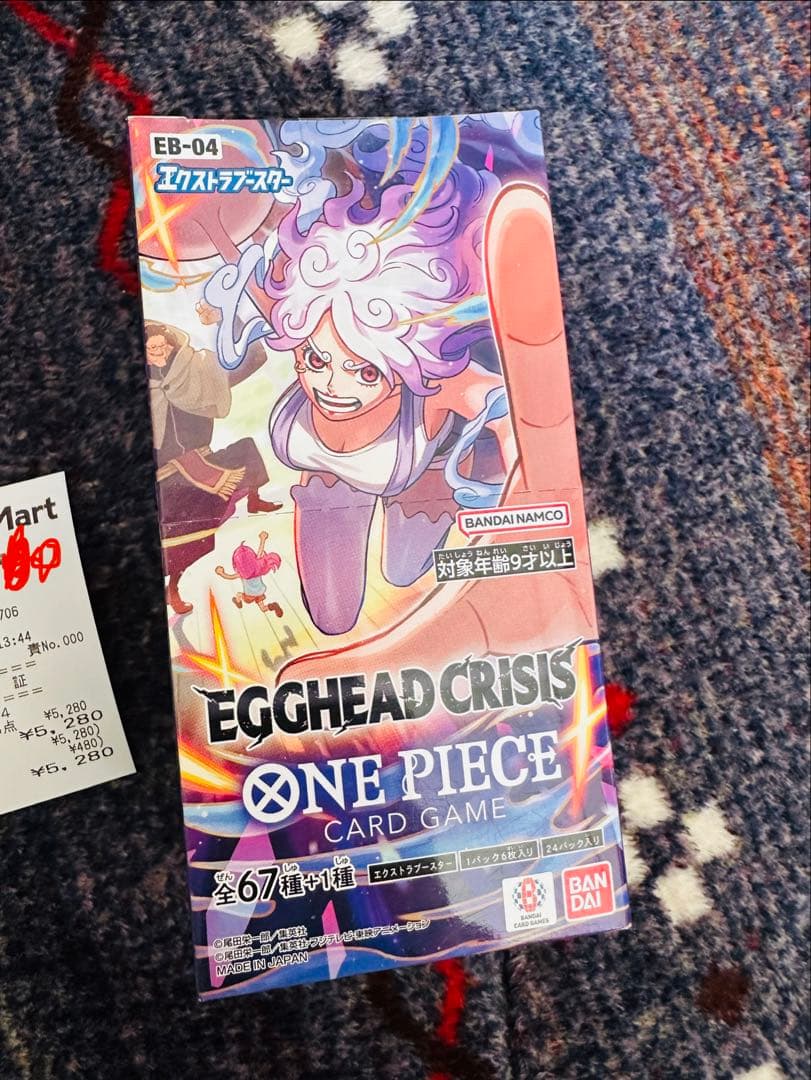 EB-04
エクストラブースター
BANDAI NAMCO
たいしょうねんれい さいいじょう
対象年齢9才以上
EGGHEAD CRISIS
ONE PIECE
CARD GAME
ぜん しゅ しゅ
全67種+1種
エクストラブースター
1パック6枚入り
24パック入り
BANDAI
CARD GAMES
BAN
DAI
©尾田栄一郎/集英社
©尾田栄一郎/集英社・フジテレビ・東映アニメーション
MADE IN JAPAN
Mart
706
13:44
責No.000
===
証
===
4 ¥5,280
点 ¥5,280
¥5,280)
¥480)
¥5,280